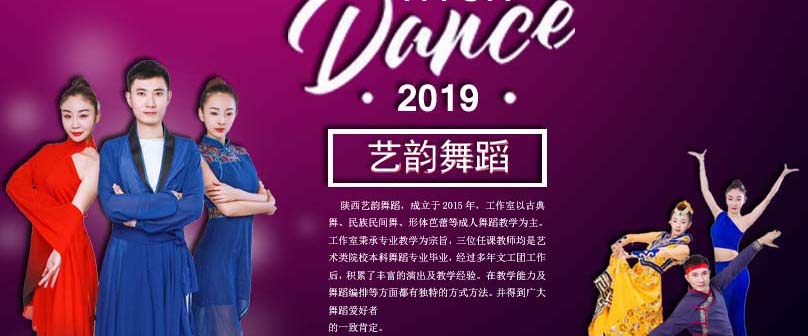 Dance
2019
艺韵舞蹈
陕西艺韵舞蹈，成立于2015年，工作室以古典
舞、民族民间舞、形体芭蕾等成人舞蹈教学为主。
工作室秉承专业教学为宗旨，三位任课教师均是艺
术类院校本科舞蹈专业毕业，经过多年文工团工作
后，积累了丰富的演出及教学经验。在教学能力及
舞蹈编排等方面都有独特的方式方法。并得到广大
舞蹈爱好者
的一致肯定。